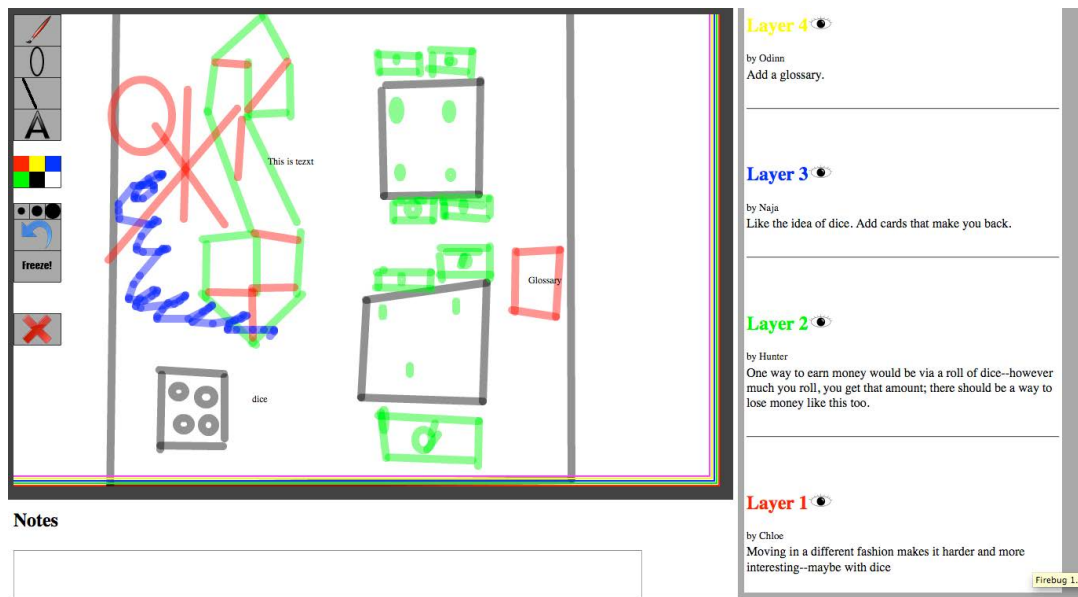 A
Freeze!
This is tezxt
Glossary
dice
Notes
Layer 4
by Odinn
Add a glossary.
Layer 3
by Naja
Like the idea of dice. Add cards that make you back.
Layer 2
by Hunter
One way to earn money would be via a roll of dice--however
much you roll, you get that amount; there should be a way to
lose money like this too.
Layer 1
by Chloe
Moving in a different fashion makes it harder and more
interesting--maybe with dice
Firebug 1.